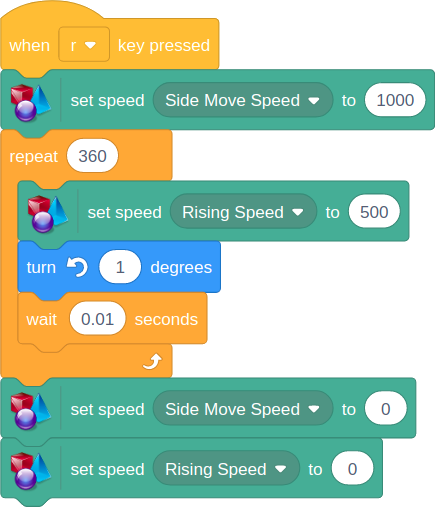 when r key pressed
set speed Side Move Speed to 1000
repeat 360
set speed Rising Speed to 500
turn 1 degrees
wait 0.01 seconds
set speed Side Move Speed to 0
set speed Rising Speed to 0